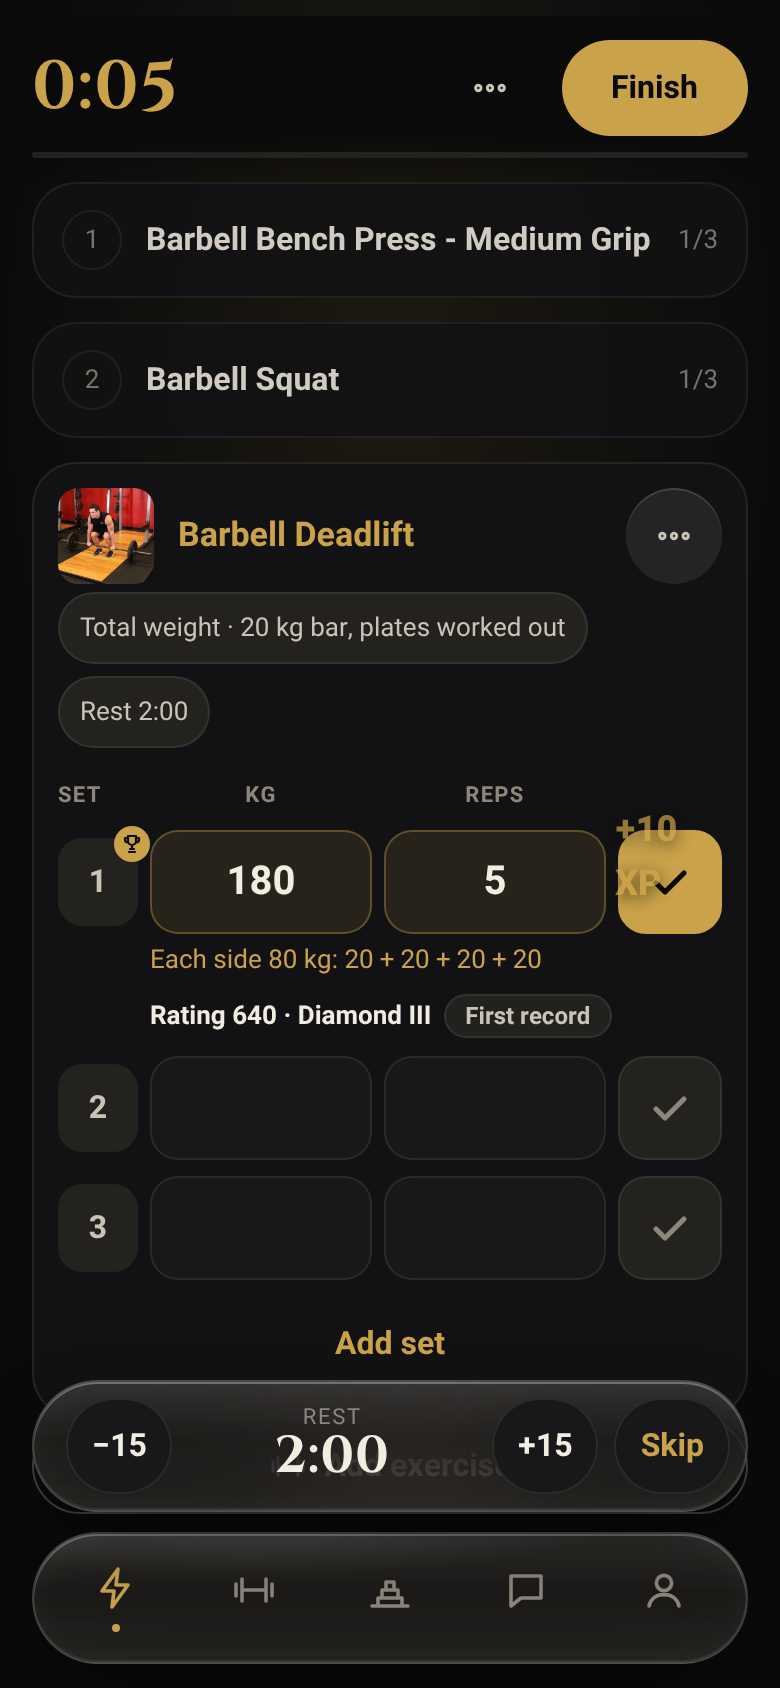 0:05
Finish
1 Barbell Bench Press - Medium Grip 1/3
2 Barbell Squat 1/3
Barbell Deadlift
Total weight · 20 kg bar, plates worked out
Rest 2:00
SET KG REPS
+10
XP
1 180 5
Each side 80 kg: 20 + 20 + 20 + 20
Rating 640 · Diamond III First record
2
3
Add set
REST
−15 2:00 +15 Skip
Add exercise